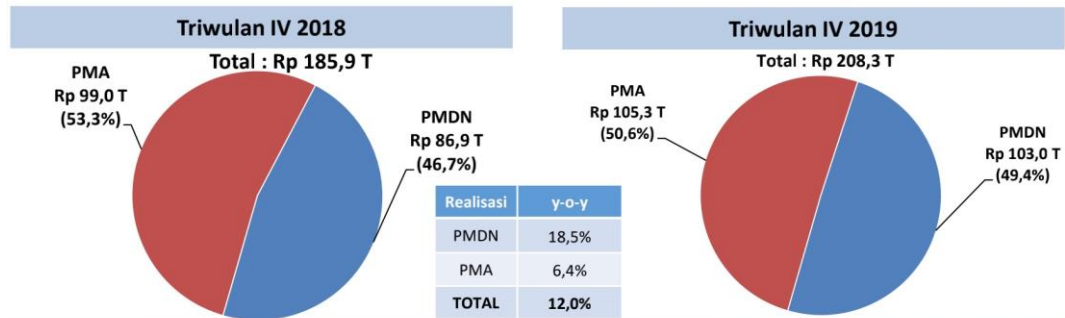 Triwulan IV 2018
Total : Rp 185,9 T
PMA
Rp 99,0 T
(53,3%)
PMDN
Rp 86,9 T
(46,7%)
Realisasi y-o-y
PMDN 18,5%
PMA 6,4%
TOTAL 12,0%
Triwulan IV 2019
Total : Rp 208,3 T
PMA
Rp 105,3 T
(50,6%)
PMDN
Rp 103,0 T
(49,4%)